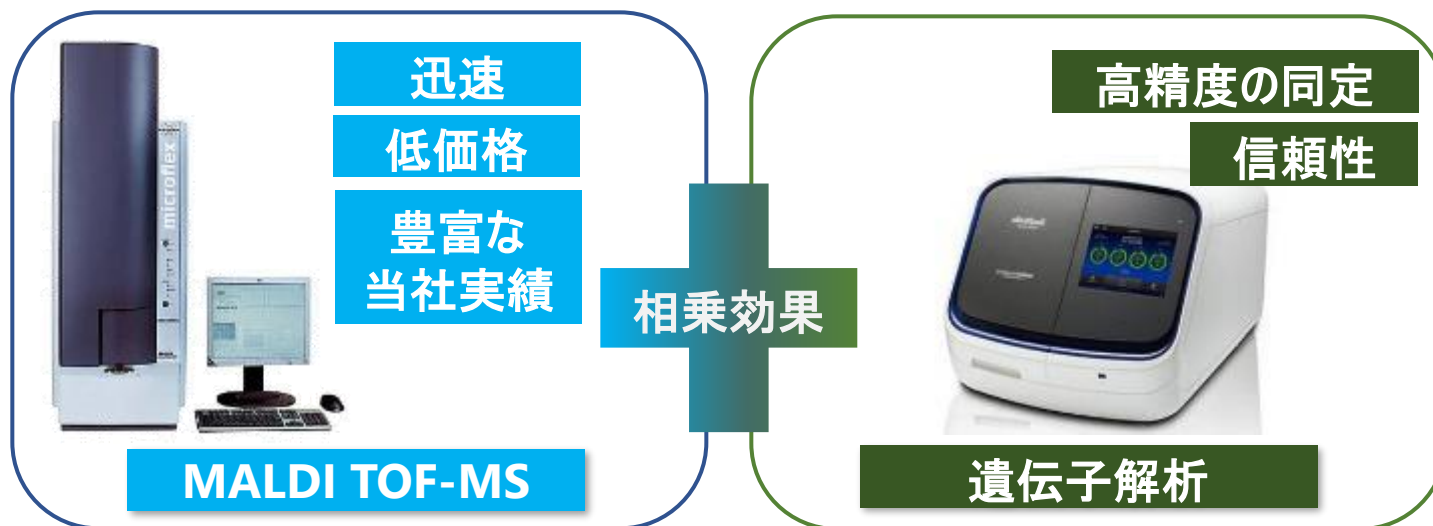 迅速
低価格
豊富な
当社実績
microflex
MALDI TOF-MS
相乗効果
高精度の同定
信頼性
遺伝子解析